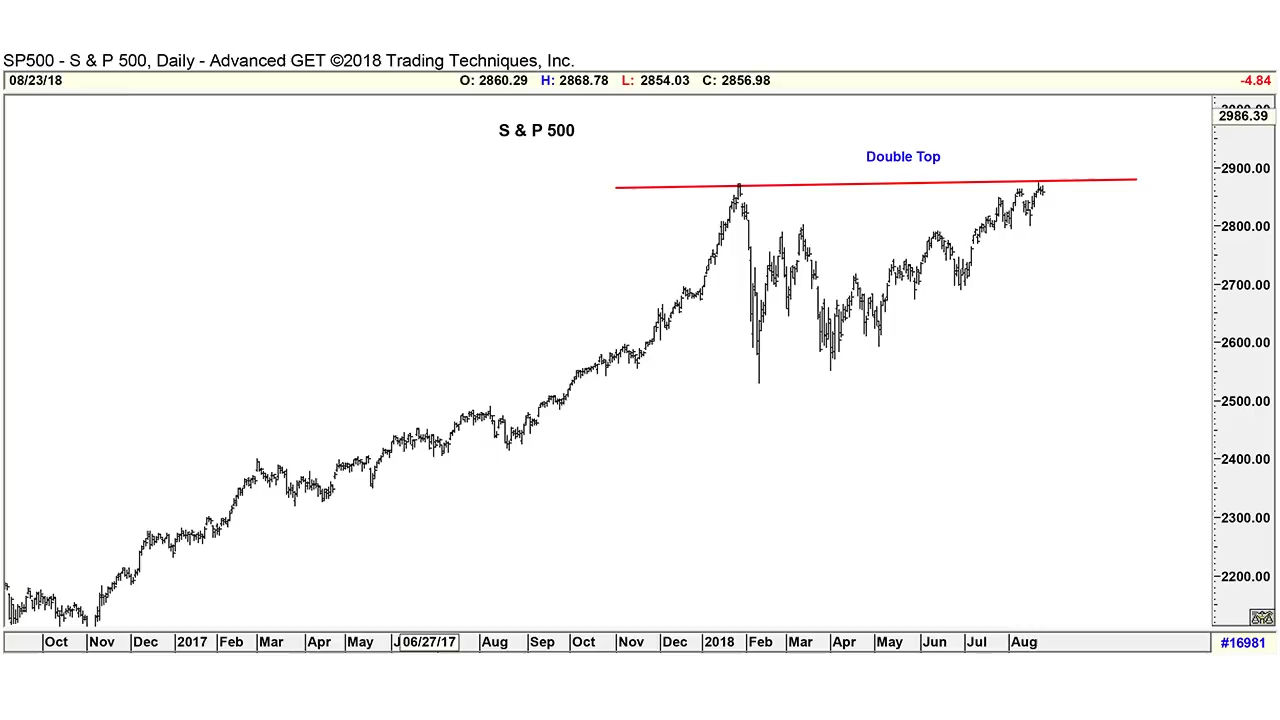 SP500 - S & P 500, Daily - Advanced GET ©2018 Trading Techniques, Inc.
08/23/18 O: 2860.29 H: 2868.78 L: 2854.03 C: 2856.98 -4.84
2986.39
S & P 500
Double Top
2900.00
2800.00
2700.00
2600.00
2500.00
2400.00
2300.00
2200.00
Oct Nov Dec 2017 Feb Mar Apr May 06/27/17 Aug Sep Oct Nov Dec 2018 Feb Mar Apr May Jun Jul Aug #16981